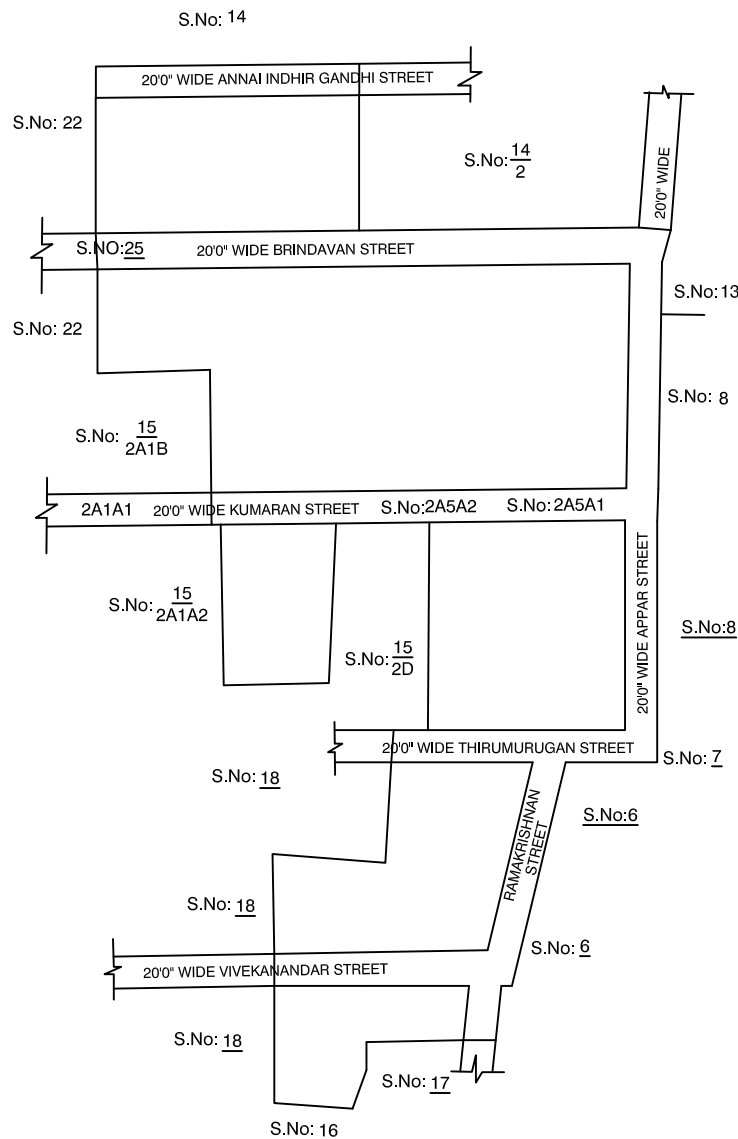 S.No: 14
20'0" WIDE ANNAI INDHIR GANDHI STREET
S.No: 22
S.No: 14
2
20'0" WIDE
S.NO:25
20'0" WIDE BRINDAVAN STREET
S.No: 13
S.No: 22
S.No: 8
S.No: 15
2A1B
2A1A1
20'0" WIDE KUMARAN STREET
S.No:2A5A2
S.No:2A5A1
S.No: 15
2A1A2
S.No: 15
2D
20'0" WIDE APPAR STREET
S.No:8
20'0" WIDE THIRUMURUGAN STREET
S.No: 7
S.No: 18
S.No:6
RAMAKRISHNAN
STREET
S.No: 18
S.No: 6
20'0" WIDE VIVEKANANDAR STREET
S.No: 18
S.No: 17
S.No: 16